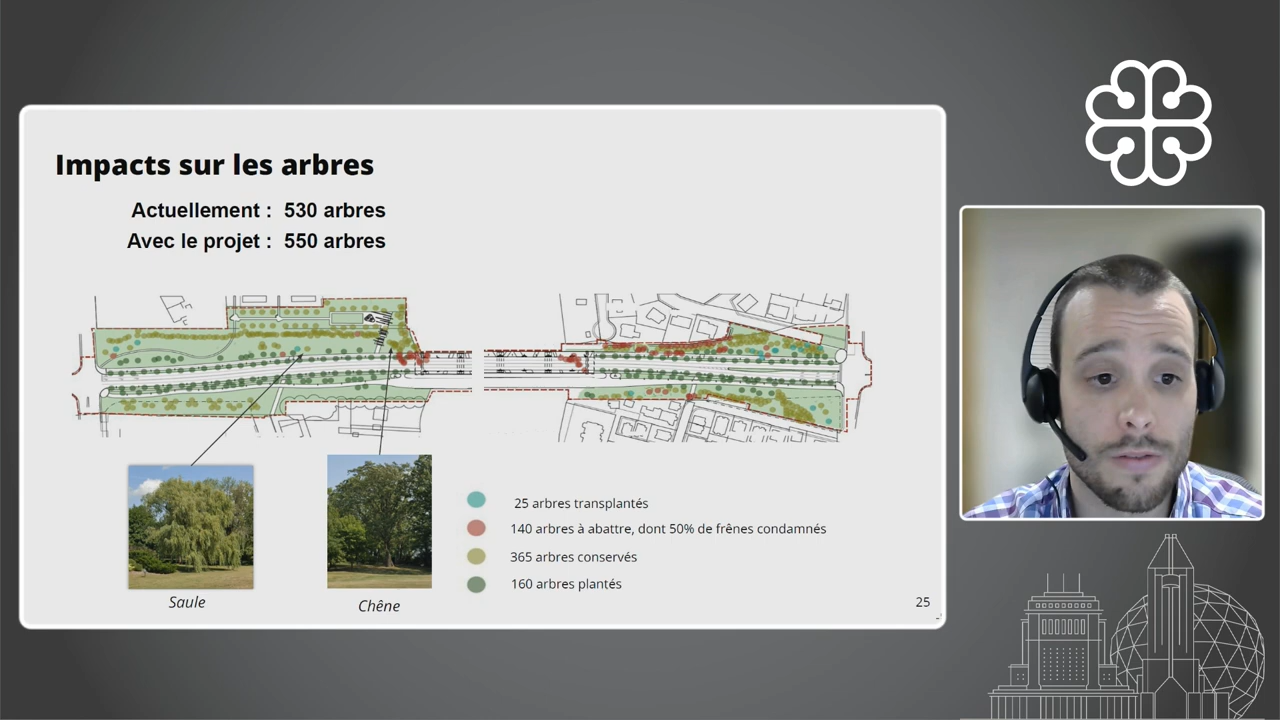 Impacts sur les arbres
Actuellement : 530 arbres
Avec le projet : 550 arbres
25 arbres transplantés
140 arbres à abattre, dont 50% de frênes condamnés
365 arbres conservés
160 arbres plantés
Saule
Chêne
25